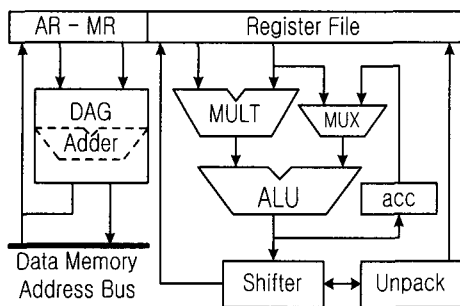 AR – MR
Register File
DAG
Adder
MULT
MUX
ALU
acc
Data Memory
Address Bus
Shifter
Unpack